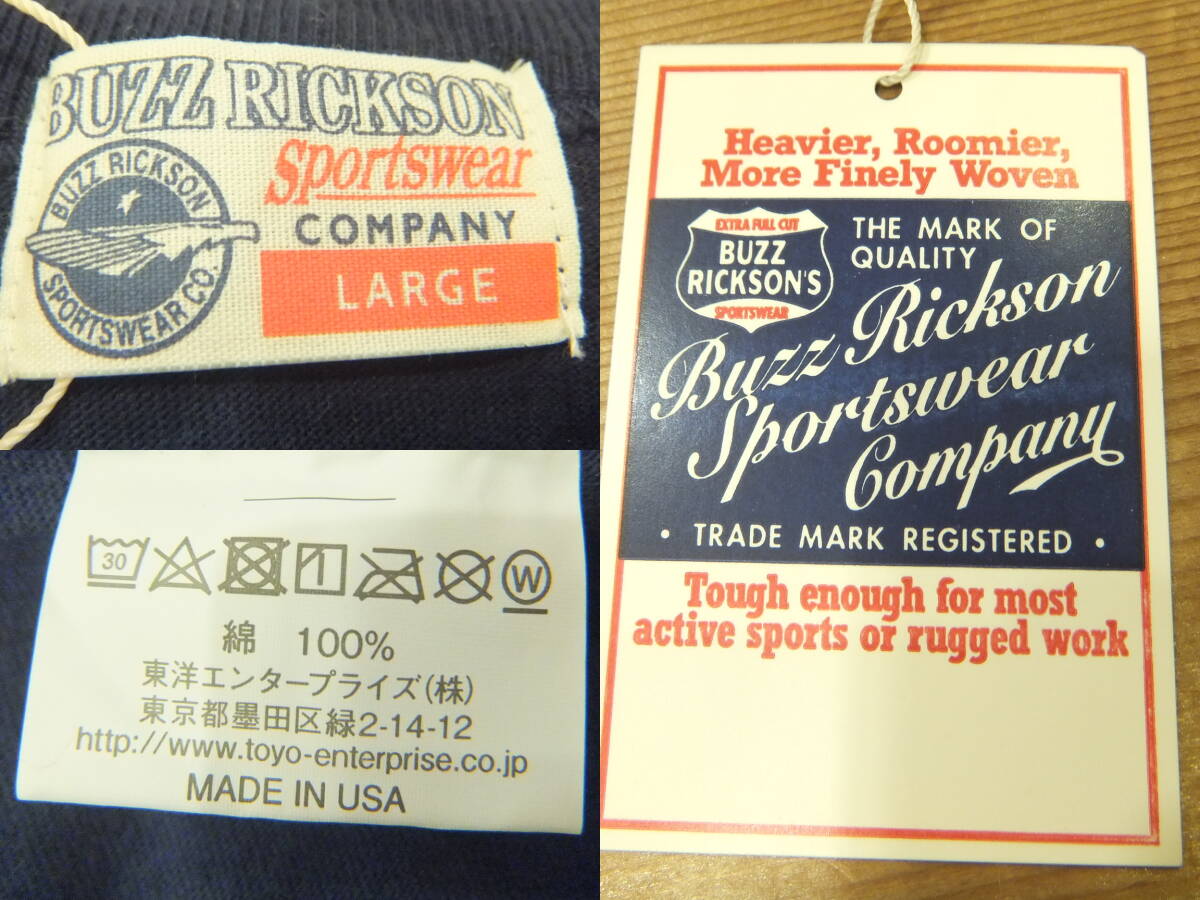 BUZZ RICKSON
Sportswear
COMPANY
LARGE
BUZZ RICKSON
SPORTSWEAR CO.
30
W
綿 100%
東洋エンタープライズ(株)
東京都墨田区緑2-14-12
http://www.toyo-enterprise.co.jp
MADE IN USA
Heavier, Roomier,
More Finely Woven
EXTRA FULL CUT
BUZZ
RICKSON'S
SPORTSWEAR
THE MARK OF
QUALITY
Buzz Rickson
Sportswear
Company
• TRADE MARK REGISTERED •
Tough enough for most
active sports or rugged work